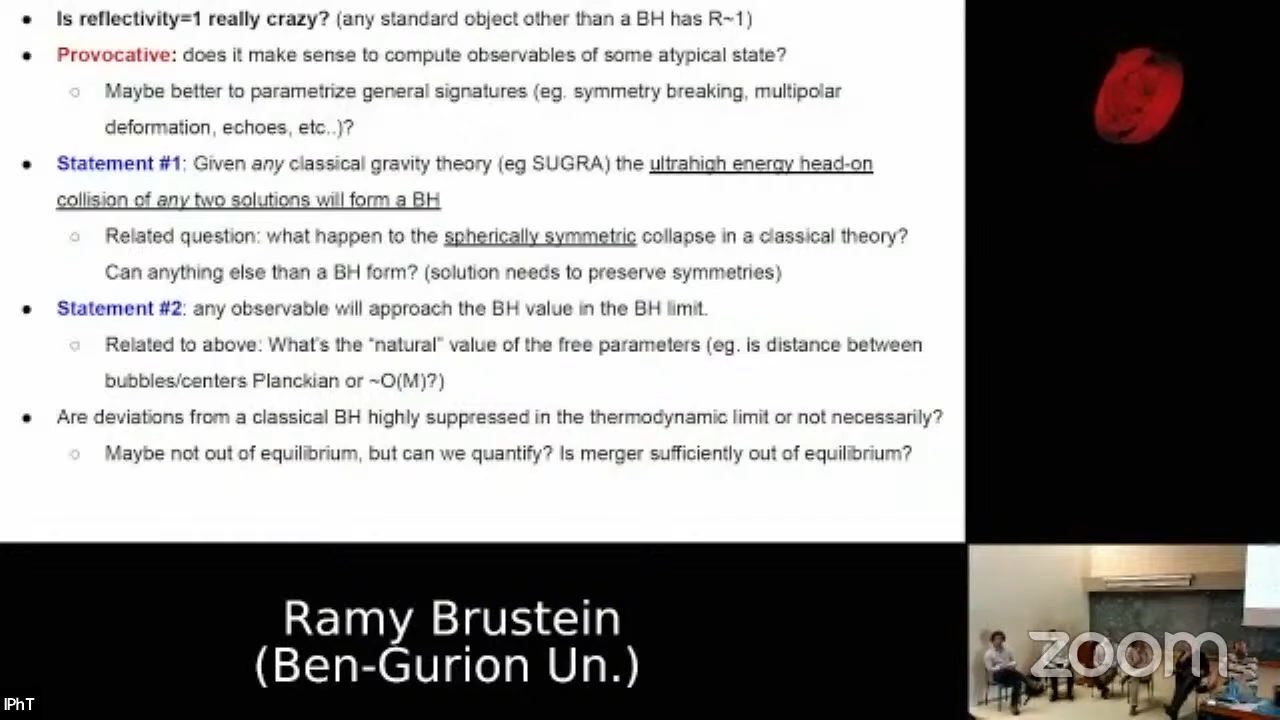 Is reflectivity=1 really crazy? (any standard object other than a BH has R~1)
Provocative: does it make sense to compute observables of some atypical state?
Maybe better to parametrize general signatures (eg. symmetry breaking, multipolar
deformation, echoes, etc..)?
Statement #1: Given any classical gravity theory (eg SUGRA) the ultrahigh energy head-on
collision of any two solutions will form a BH
Related question: what happen to the spherically symmetric collapse in a classical theory?
Can anything else than a BH form? (solution needs to preserve symmetries)
Statement #2: any observable will approach the BH value in the BH limit.
Related to above: What's the “natual” value of the free parameters (eg. is distance between
bubbles/centers Planckian or ~O(M)?)
Are deviations from a classical BH highly suppressed in the thermodynamic limit or not necessarily?
Maybe not out of equilibrium, but can we quantify? Is merger sufficiently out of equilibrium?
Ramy Brustein
(Ben-Gurion Un.)
zoom
IPhT